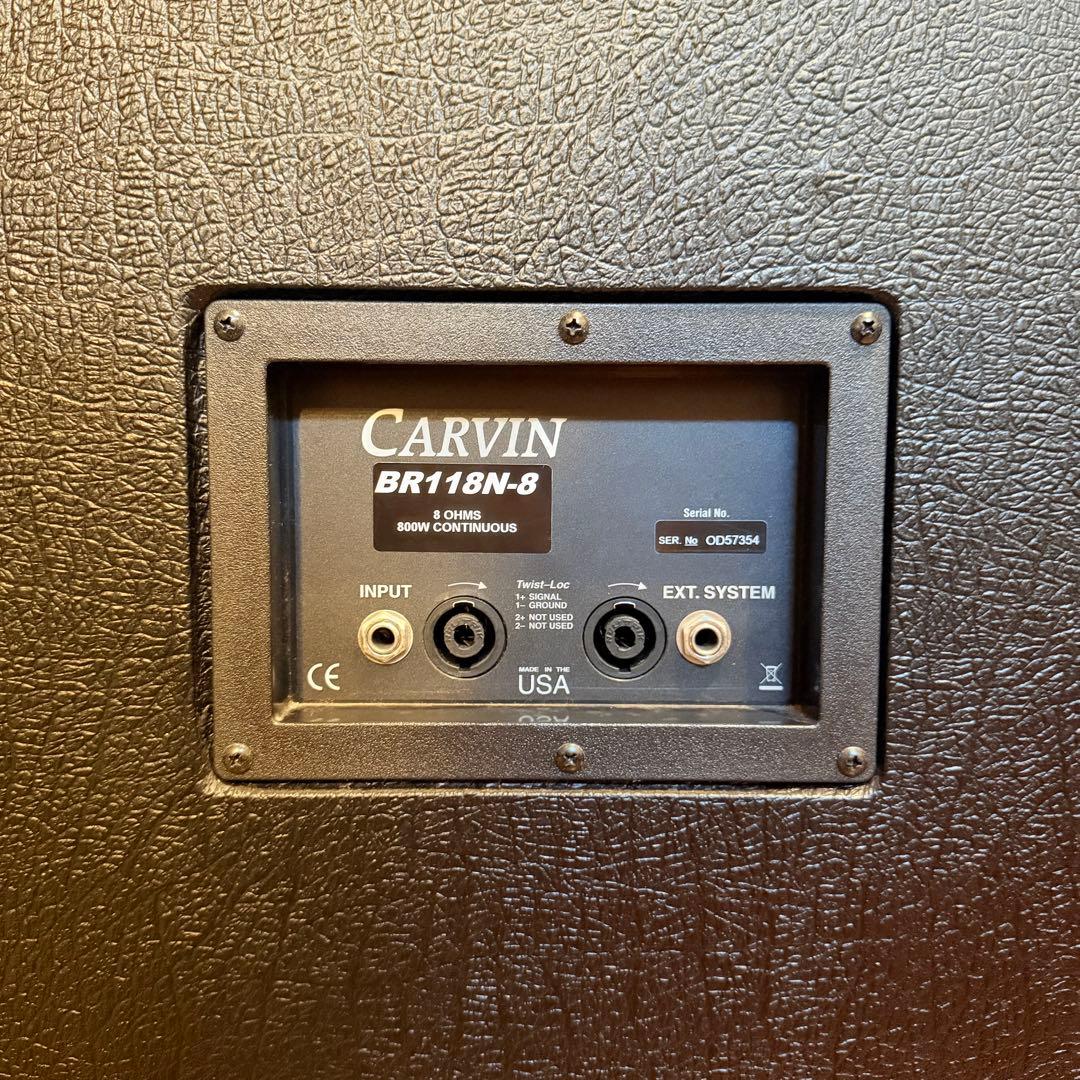 CARVIN
BR118N-8
8 OHMS
800W CONTINUOUS
Serial No.
SER. No OD57354
INPUT
Twist-Loc
1+ SIGNAL
1– GROUND
2+ NOT USED
2– NOT USED
EXT. SYSTEM
CE
MADE IN THE
USA